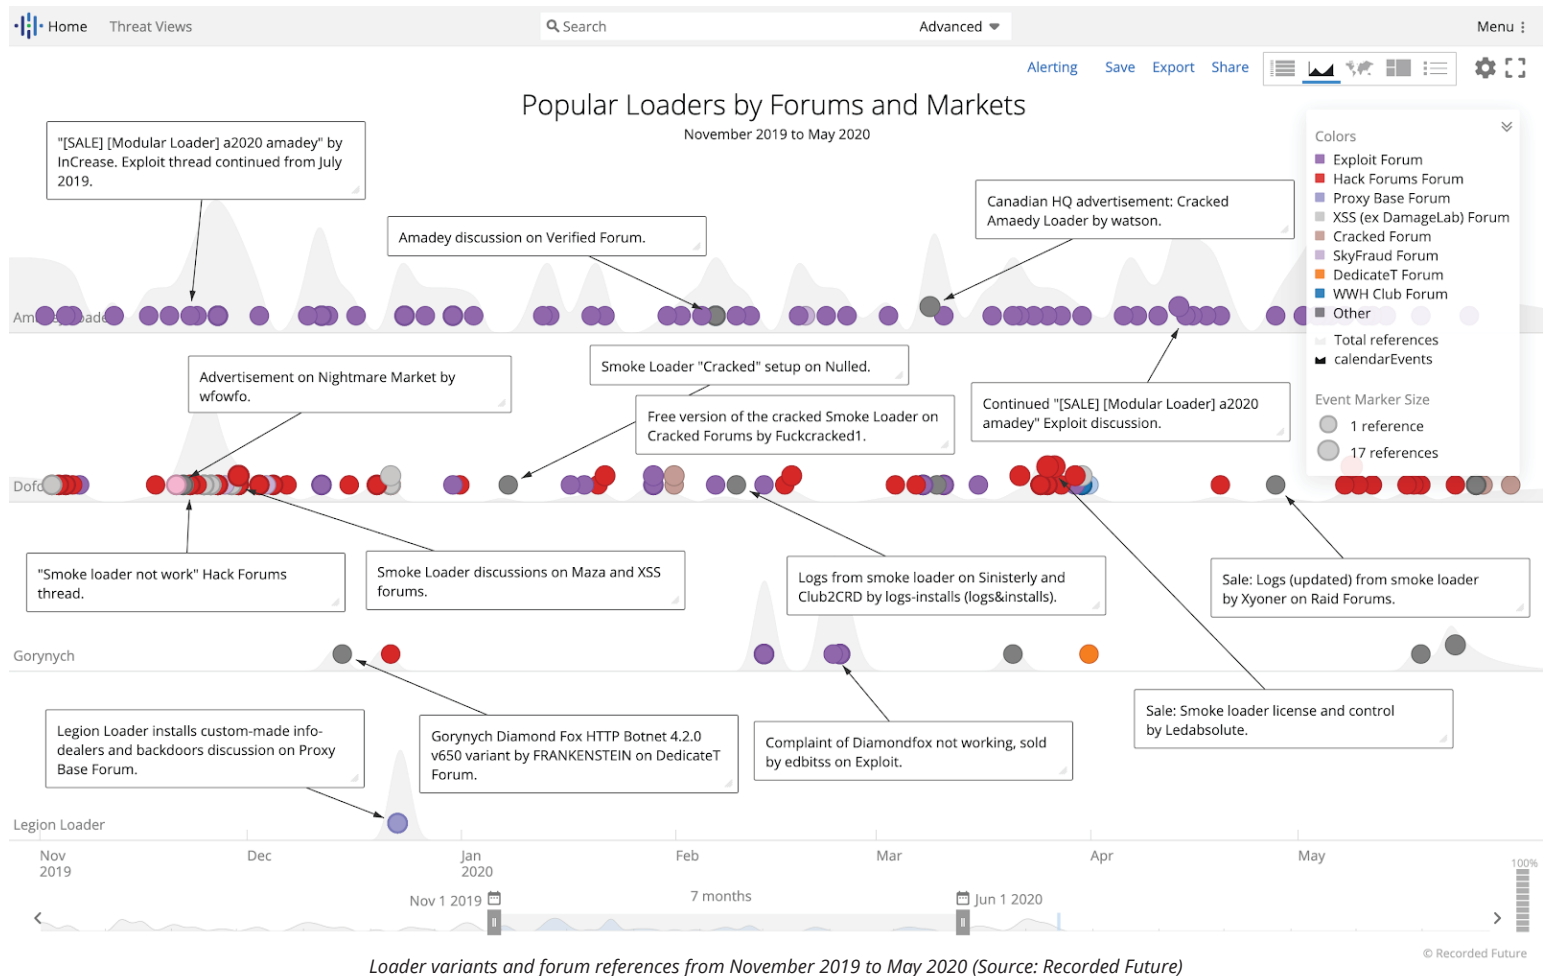 Home Threat Views Search Advanced Menu
Alerting Save Export Share
Popular Loaders by Forums and Markets
November 2019 to May 2020
Colors
Exploit Forum
Hack Forums Forum
Proxy Base Forum
XSS (ex DamageLab) Forum
Cracked Forum
SkyFraud Forum
DedicateT Forum
WWH Club Forum
Other
Total references
calendarEvents
Event Marker Size
1 reference
17 references
"[SALE] [Modular Loader] a2020 amadey" by
InCrease. Exploit thread continued from July
2019.
Amadey discussion on Verified Forum.
Canadian HQ advertisement: Cracked
Amaedy Loader by watson.
Advertisement on Nightmare Market by
wfowfo.
Smoke Loader "Cracked" setup on Nulled.
Free version of the cracked Smoke Loader on
Cracked Forums by Fuckcracked1.
Continued "[SALE] [Modular Loader] a2020
amadey" Exploit discussion.
"Smoke loader not work" Hack Forums
thread.
Smoke Loader discussions on Maza and XSS
forums.
Logs from smoke loader on Sinisterly and
Club2CRD by logs-installs (logs&installs).
Sale: Logs (updated) from smoke loader
by Xyoner on Raid Forums.
Gorynych
Legion Loader installs custom-made info-
dealers and backdoors discussion on Proxy
Base Forum.
Gorynych Diamond Fox HTTP Botnet 4.2.0
v650 variant by FRANKENSTEIN on DedicateT
Forum.
Complaint of Diamondfox not working, sold
by edbitss on Exploit.
Sale: Smoke loader license and control
by Ledabsolute.
Legion Loader
Nov Dec Jan Feb Mar Apr May
2019 2020
100%
Nov 1 2019 7 months Jun 1 2020
© Recorded Future
Loader variants and forum references from November 2019 to May 2020 (Source: Recorded Future)